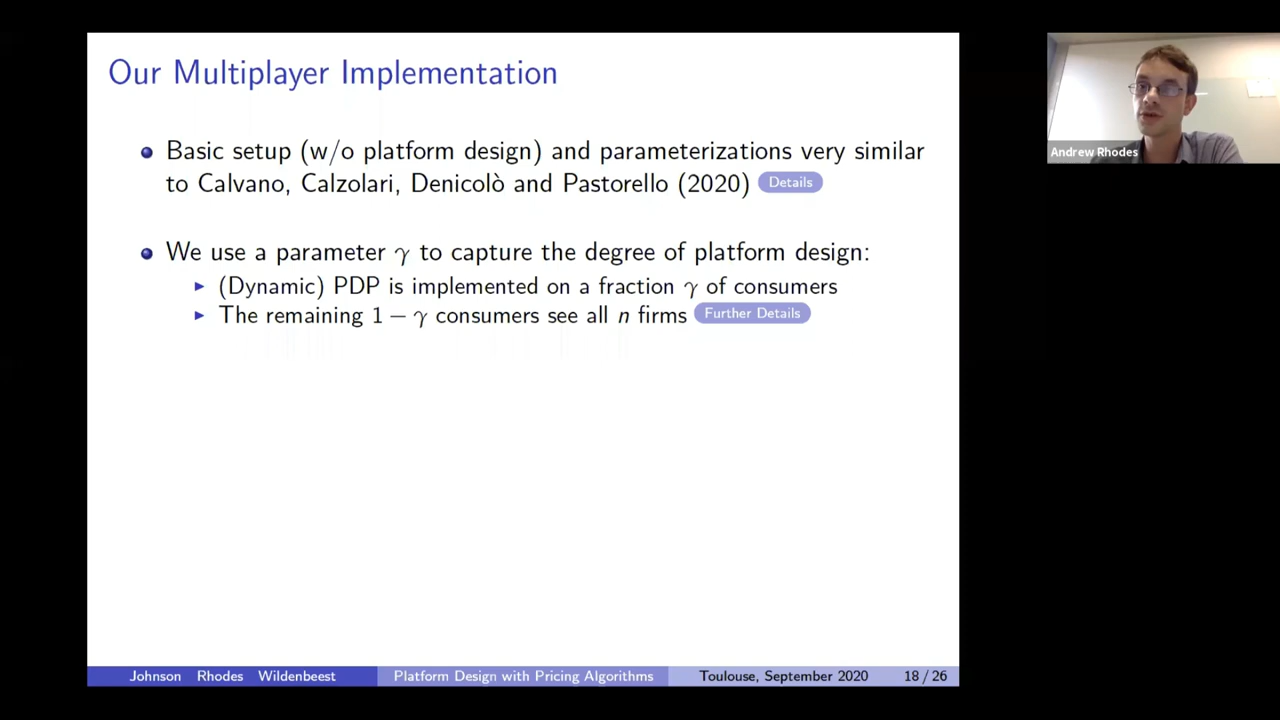 Our Multiplayer Implementation
Basic setup (w/o platform design) and parameterizations very similar
to Calvano, Calzolari, Denicolò and Pastorello (2020) Details
We use a parameter γ to capture the degree of platform design:
(Dynamic) PDP is implemented on a fraction γ of consumers
The remaining 1 − γ consumers see all n firms Further Details
Johnson Rhodes Wildenbeest Platform Design with Pricing Algorithms Toulouse, September 2020 18 / 26
Andrew Rhodes